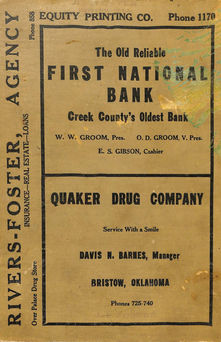 EQUITY PRINTING CO. Phone 1170
RIVERS-FOSTER, AGENCY
Phone 858
INSURANCE—REAL ESTATE—LOANS
Over Palace Drug Store
The Old Reliable
FIRST NATIONAL
BANK
Creek County's Oldest Bank
W. W. GROOM, Pres. O. D. GROOM, V. Pres.
E. S. GIBSON, Cashier
QUAKER DRUG COMPANY
Service With a Smile
DAVIS N. BARNES, Manager
BRISTOW, OKLAHOMA
Phones 725-740